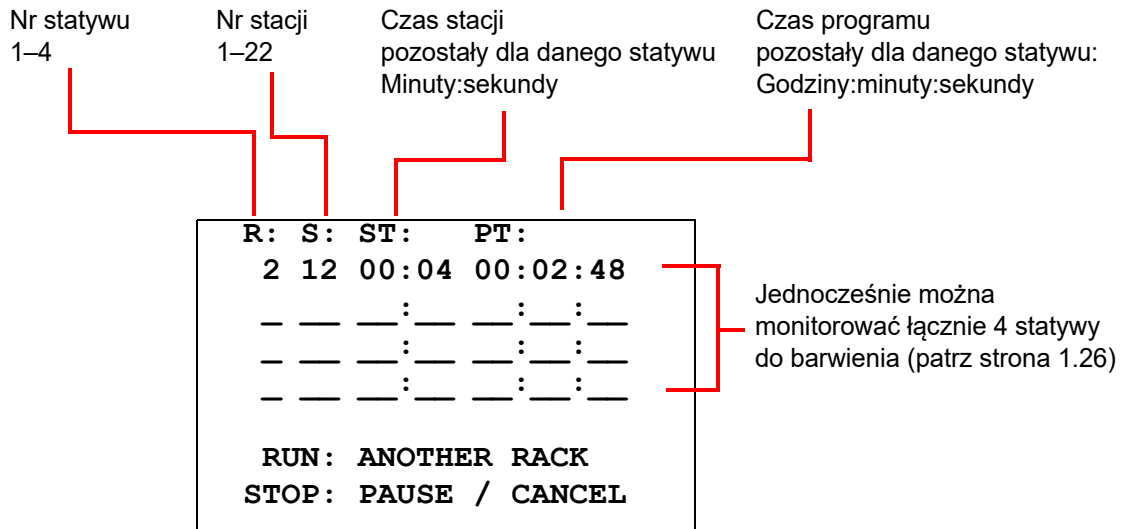 Nr statywu
1–4
Nr stacji
1–22
Czas stacji
pozostały dla danego statywu
Minuty:sekundy
Czas programu
pozostały dla danego statywu:
Godziny:minuty:sekundy
R: S: ST: PT:
2 12 00:04 00:02:48
_ __ __:__ __:__:__
_ __ __:__ __:__:__
_ __ __:__ __:__:__
RUN: ANOTHER RACK
STOP: PAUSE / CANCEL
Jednocześnie można
monitorować łącznie 4 statywy
do barwienia (patrz strona 1.26)